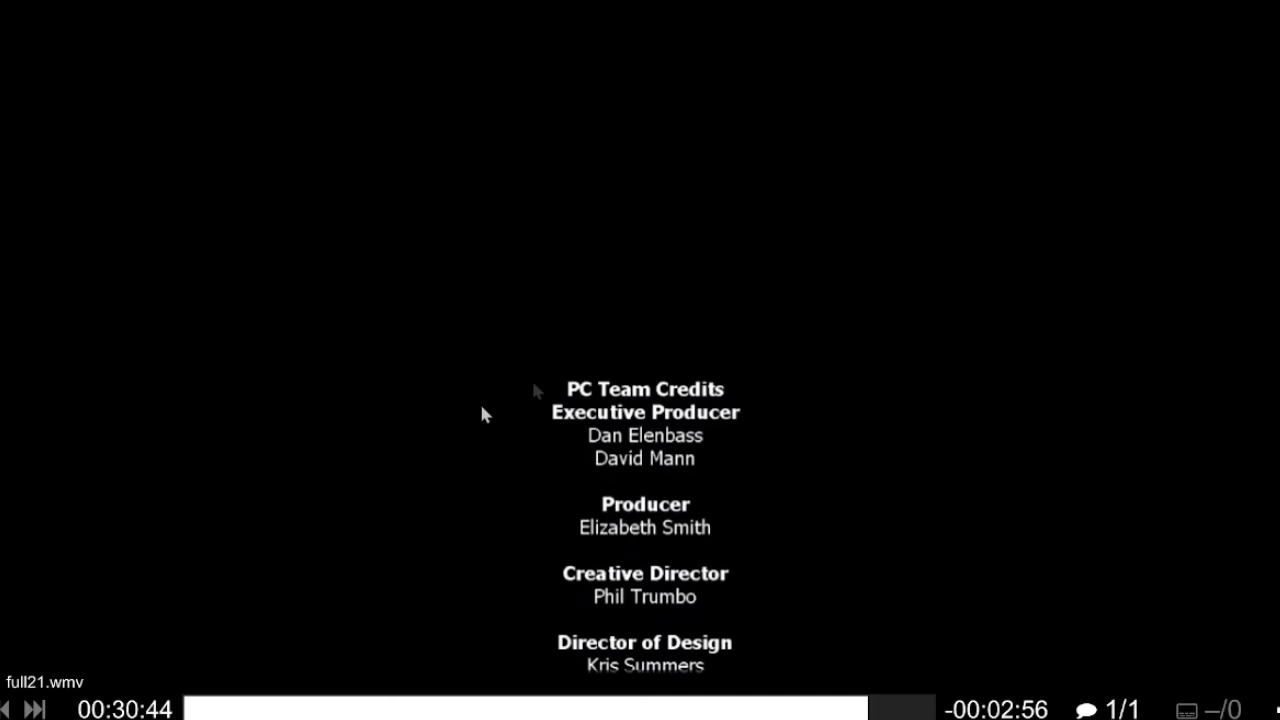 PC Team Credits
Executive Producer
Dan Elenbass
David Mann
Producer
Elizabeth Smith
Creative Director
Phil Trumbo
Director of Design
Kris Summers
full21.wmv
00:30:44 -00:02:56 1/1 –/0